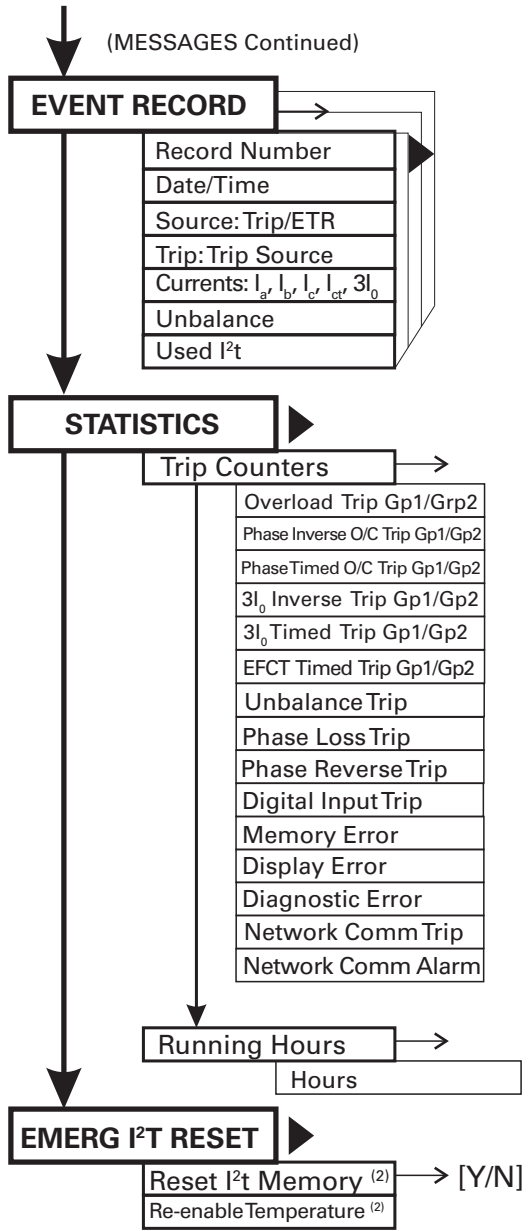 (MESSAGES Continued)
EVENT RECORD
Record Number
Date/Time
Source: Trip/ETR
Trip: Trip Source
Currents: Iₐ, I_b, I_c, I_ct, 3I₀
Unbalance
Used I²t
STATISTICS
Trip Counters
Overload Trip Gp1/Grp2
Phase Inverse O/C Trip Gp1/Gp2
Phase Timed O/C Trip Gp1/Gp2
3I₀ Inverse Trip Gp1/Gp2
3I₀ Timed Trip Gp1/Gp2
EFCT Timed Trip Gp1/Gp2
Unbalance Trip
Phase Loss Trip
Phase Reverse Trip
Digital Input Trip
Memory Error
Display Error
Diagnostic Error
Network Comm Trip
Network Comm Alarm
Running Hours
Hours
EMERG I²T RESET
Reset I²t Memory (2) [Y/N]
Re-enable Temperature (2)